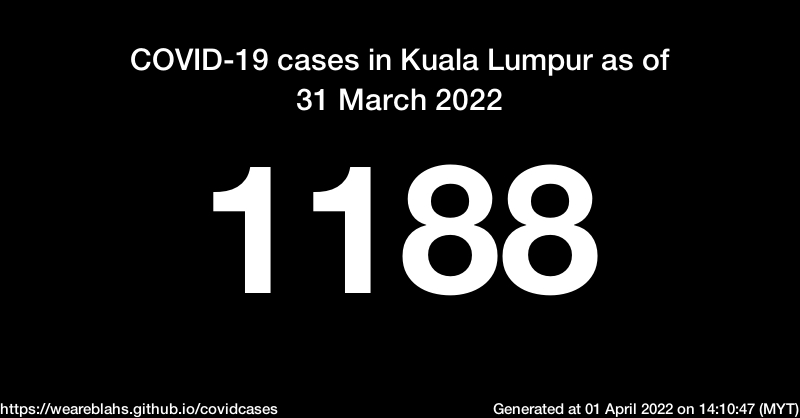 COVID-19 cases in Kuala Lumpur as of
31 March 2022
1188
https://weareblahs.github.io/covidcases
Generated at 01 April 2022 on 14:10:47 (MYT)